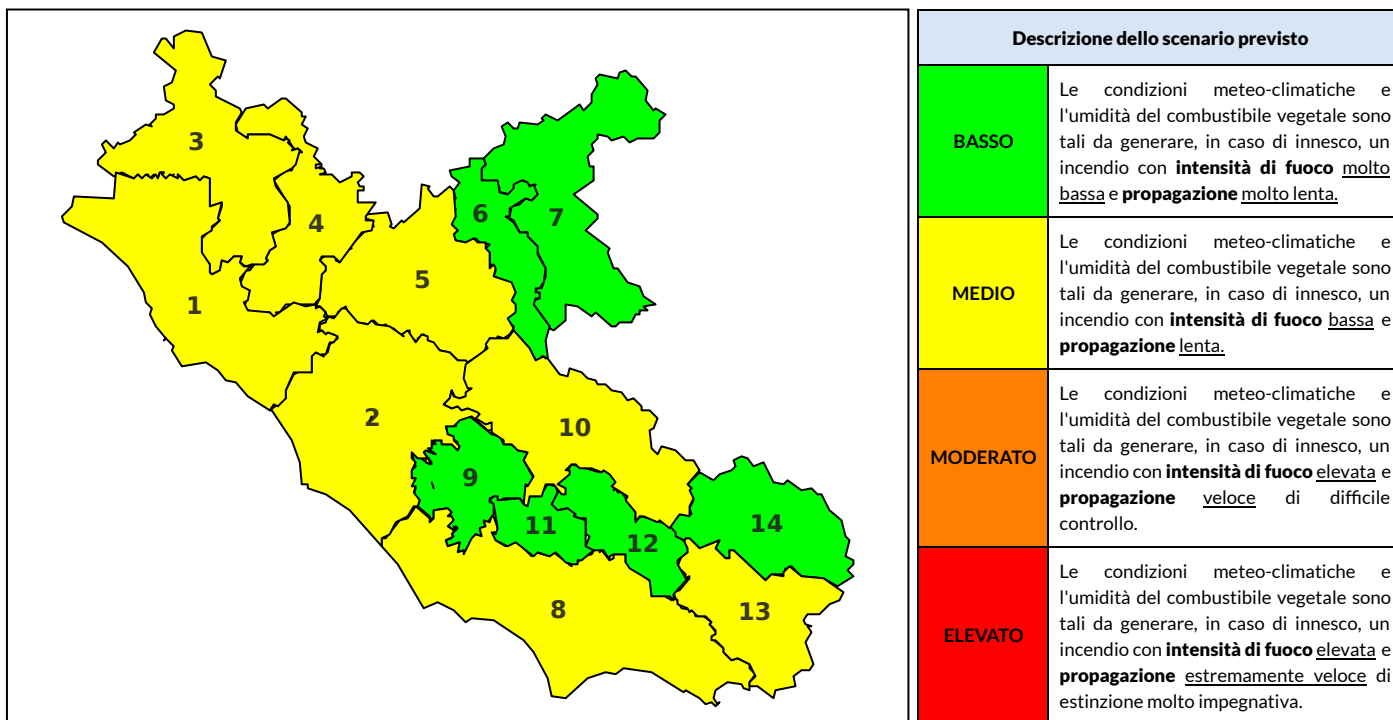 3
4
6
7
5
1
2
10
9
11
12
14
8
13
Descrizione dello scenario previsto
BASSO
Le condizioni meteo-climatiche e
l'umidità del combustibile vegetale sono
tali da generare, in caso di innesco, un
incendio con intensità di fuoco molto
bassa e propagazione molto lenta.
MEDIO
Le condizioni meteo-climatiche e
l'umidità del combustibile vegetale sono
tali da generare, in caso di innesco, un
incendio con intensità di fuoco bassa e
propagazione lenta.
MODERATO
Le condizioni meteo-climatiche e
l'umidità del combustibile vegetale sono
tali da generare, in caso di innesco, un
incendio con intensità di fuoco elevata e
propagazione veloce di difficile
controllo.
ELEVATO
Le condizioni meteo-climatiche e
l'umidità del combustibile vegetale sono
tali da generare, in caso di innesco, un
incendio con intensità di fuoco elevata e
propagazione estremamente veloce di
estinzione molto impegnativa.